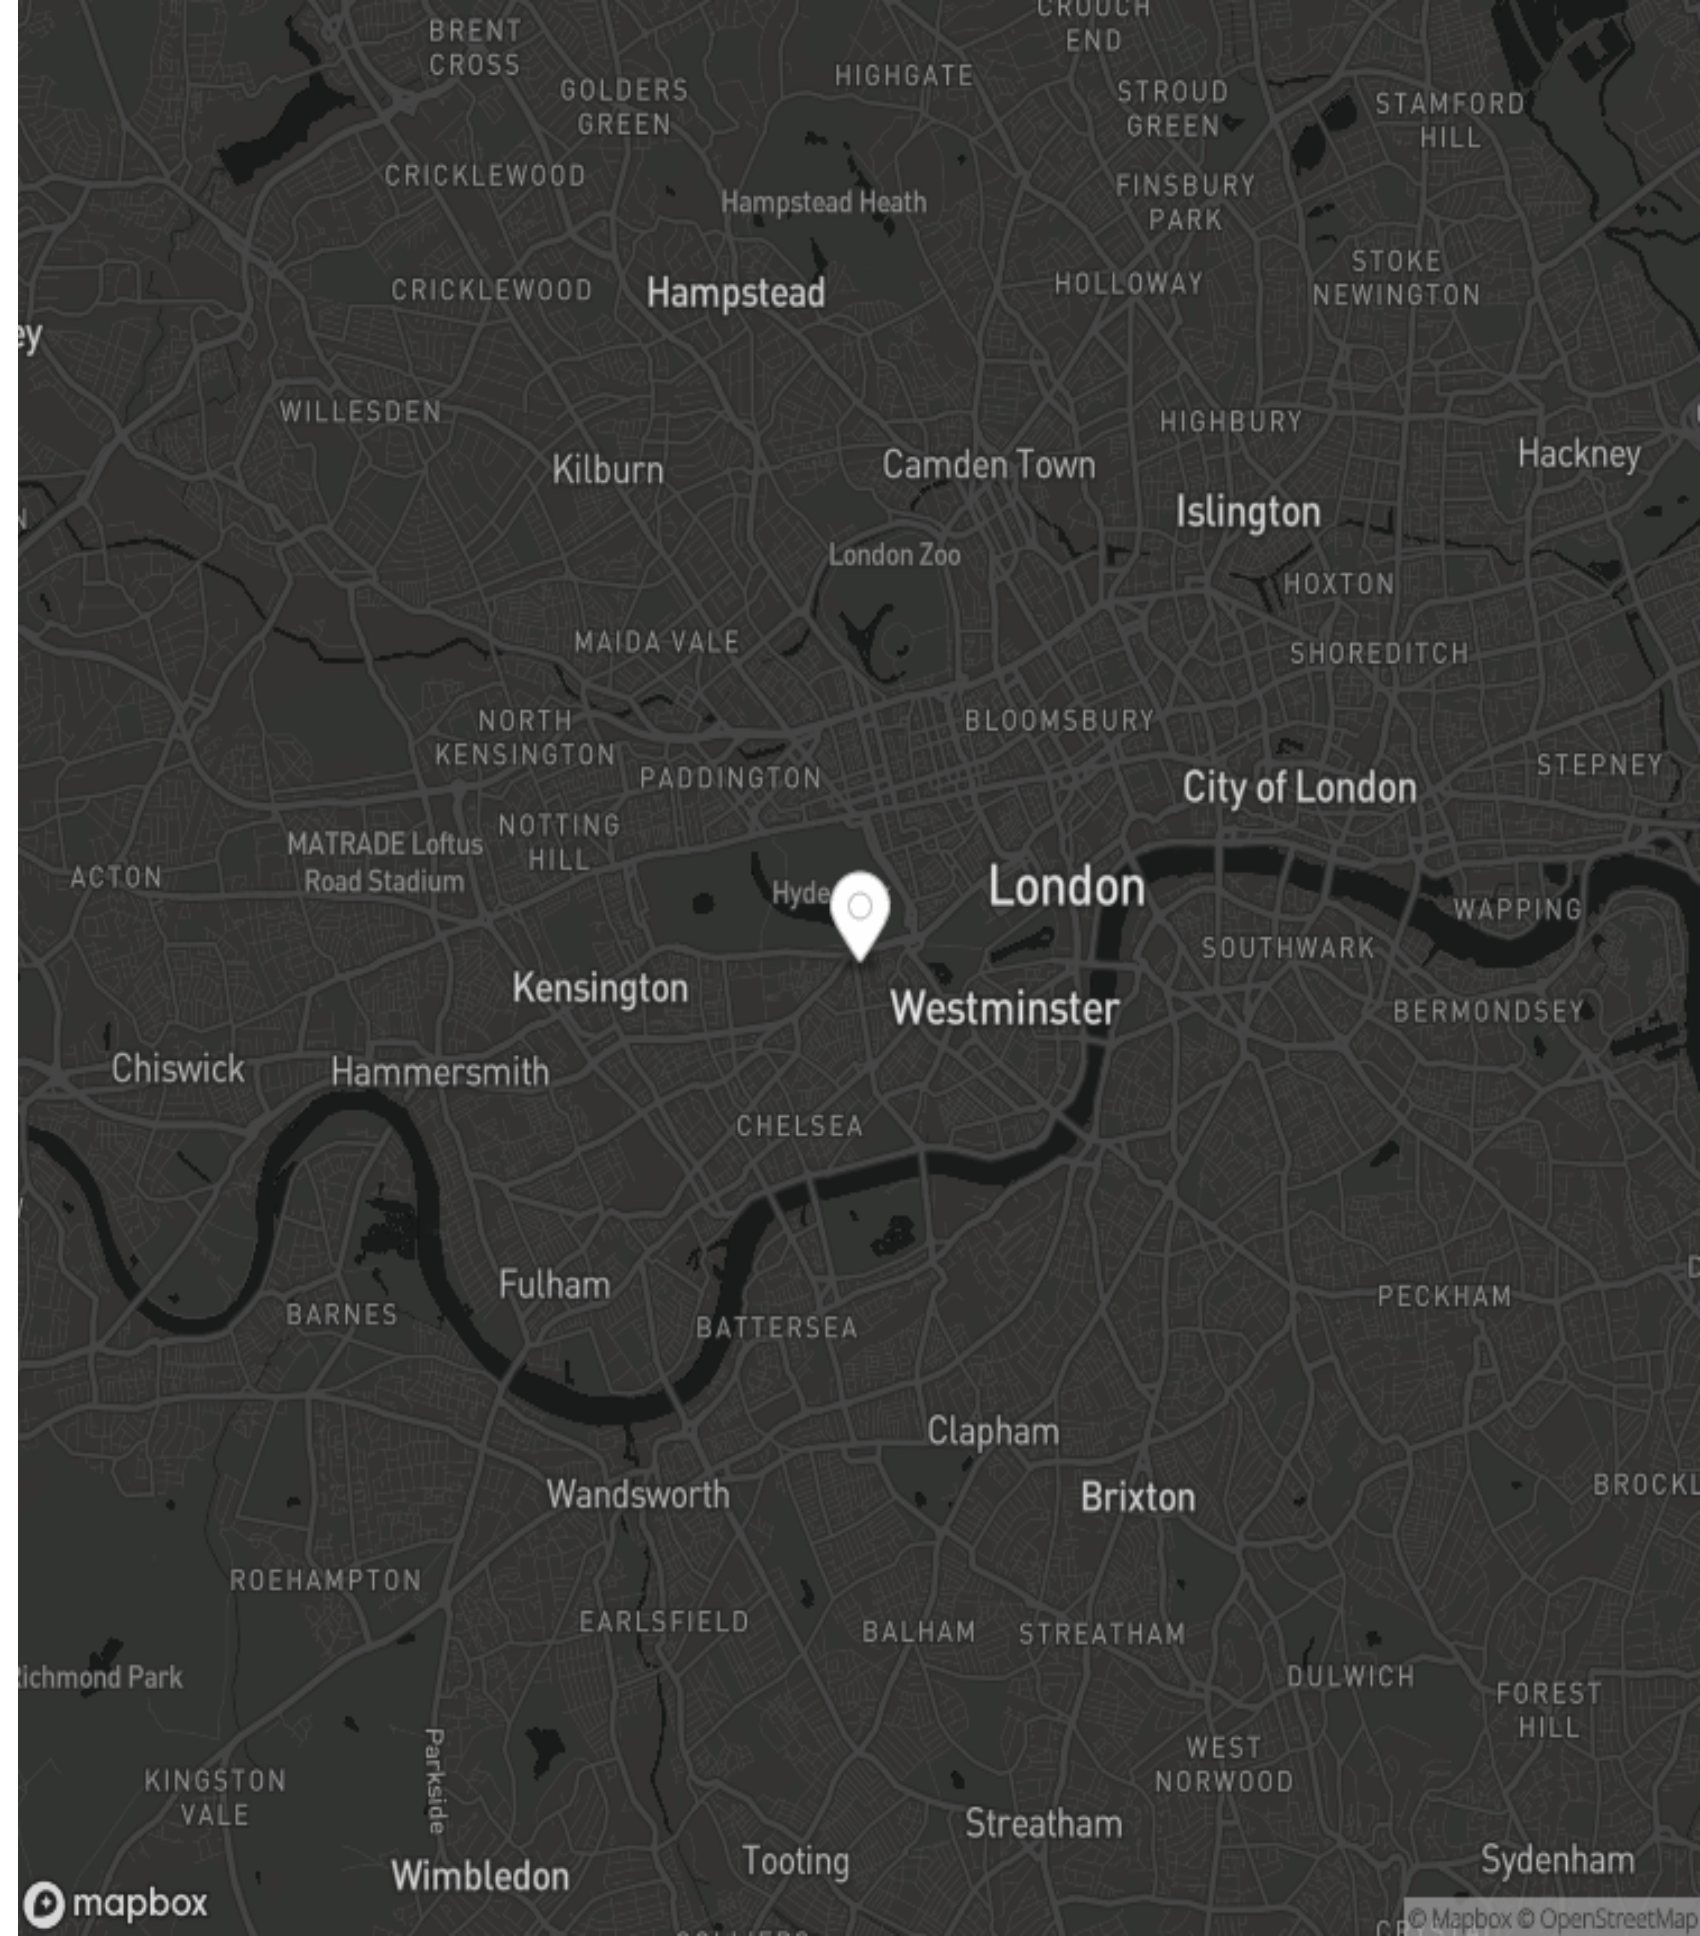 CROUCH
END
BRENT
CROSS
HIGHGATE
GOLDERS
GREEN
STROUD
GREEN
STAMFORD
HILL
CRICKLEWOOD
FINSBURY
PARK
Hampstead Heath
STOKE
NEWINGTON
HOLLOWAY
CRICKLEWOOD
Hampstead
ey
WILLESDEN
HIGHBURY
Hackney
Kilburn
Camden Town
Islington
N
London Zoo
HOXTON
MAIDA VALE
SHOREDITCH
NORTH
KENSINGTON
BLOOMSBURY
PADDINGTON
STEPNEY
City of London
NOTTING
HILL
MATRADE Loftus
Road Stadium
ACTON
Hyde
London
WAPPING
SOUTHWARK
Kensington
Westminster
BERMONDSEY
Chiswick
Hammersmith
CHELSEA
Fulham
BARNES
BATTERSEA
PECKHAM
Clapham
BROCKL
Wandsworth
Brixton
ROEHAMPTON
EARLSFIELD
BALHAM
STREATHAM
Richmond Park
DULWICH
FOREST
HILL
Parkside
WEST
NORWOOD
KINGSTON
VALE
Streatham
Tooting
Sydenham
Wimbledon
mapbox
© Mapbox © OpenStreetMap